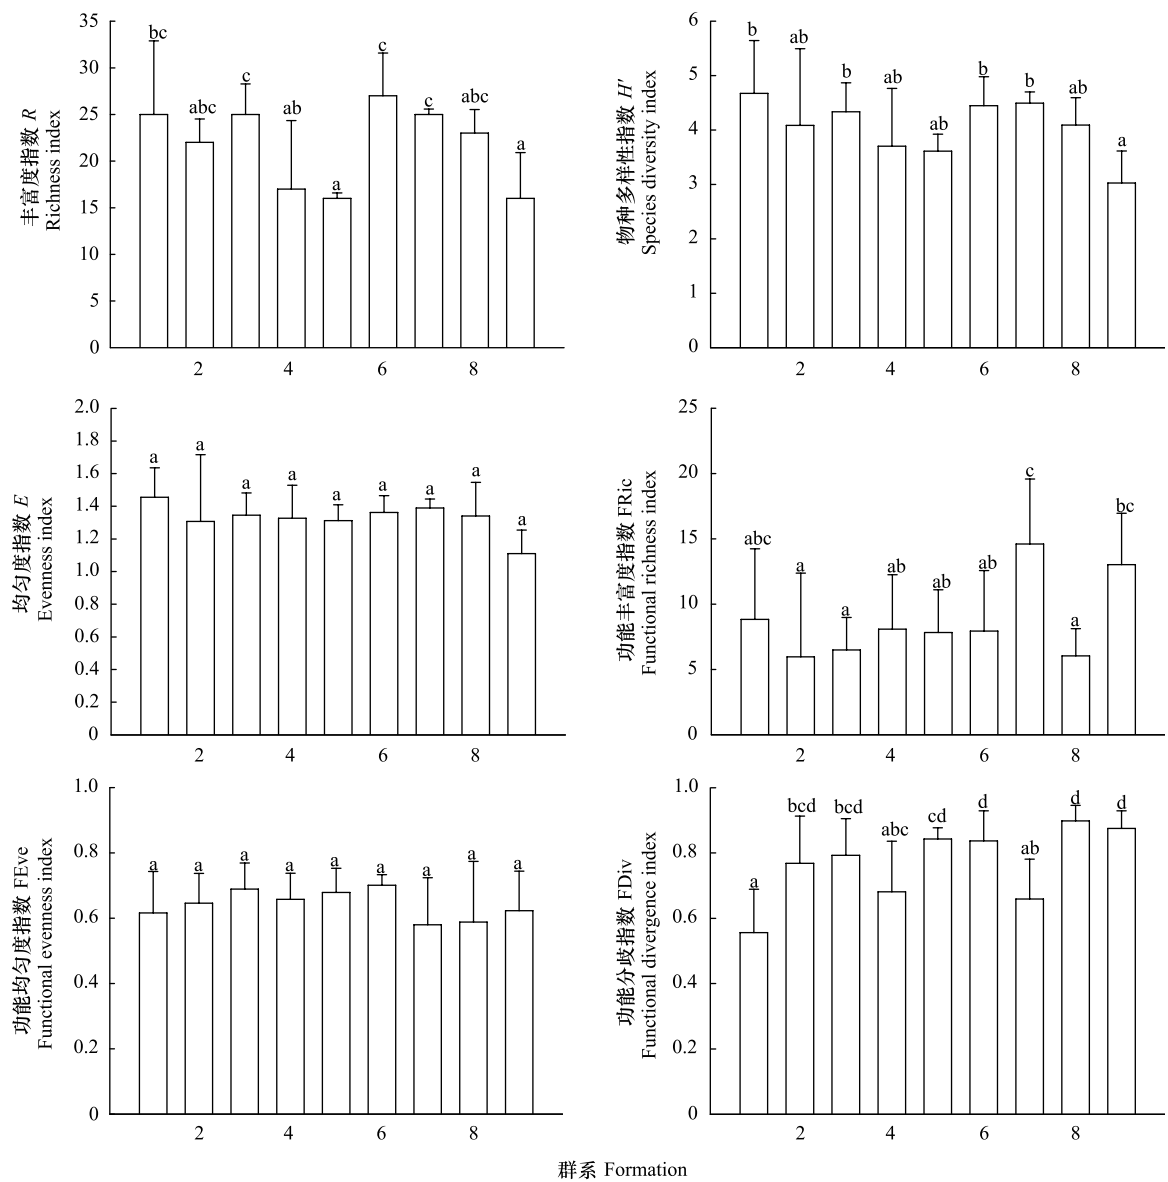 丰富度指数 R
Richness index
35
30
25
20
15
10
5
0
bc
abc
c
ab
a
c
c
abc
a
2
4
6
8
物种多样性指数 H′
Species diversity index
6
5
4
3
2
1
0
b
ab
b
ab
ab
b
b
ab
a
2
4
6
8
均匀度指数 E
Evenness index
2.0
1.8
1.6
1.4
1.2
1.0
0.8
0.6
0.4
0.2
0
a
a
a
a
a
a
a
a
a
2
4
6
8
功能丰富度指数 FRic
Functional richness index
25
20
15
10
5
0
abc
a
a
ab
ab
ab
c
a
bc
2
4
6
8
功能均匀度指数 FEve
Functional evenness index
1.0
0.8
0.6
0.4
0.2
0
a
a
a
a
a
a
a
a
a
2
4
6
8
功能分歧指数 FDiv
Functional divergence index
1.0
0.8
0.6
0.4
0.2
0
a
bcd
bcd
abc
cd
d
ab
d
d
2
4
6
8
群系 Formation